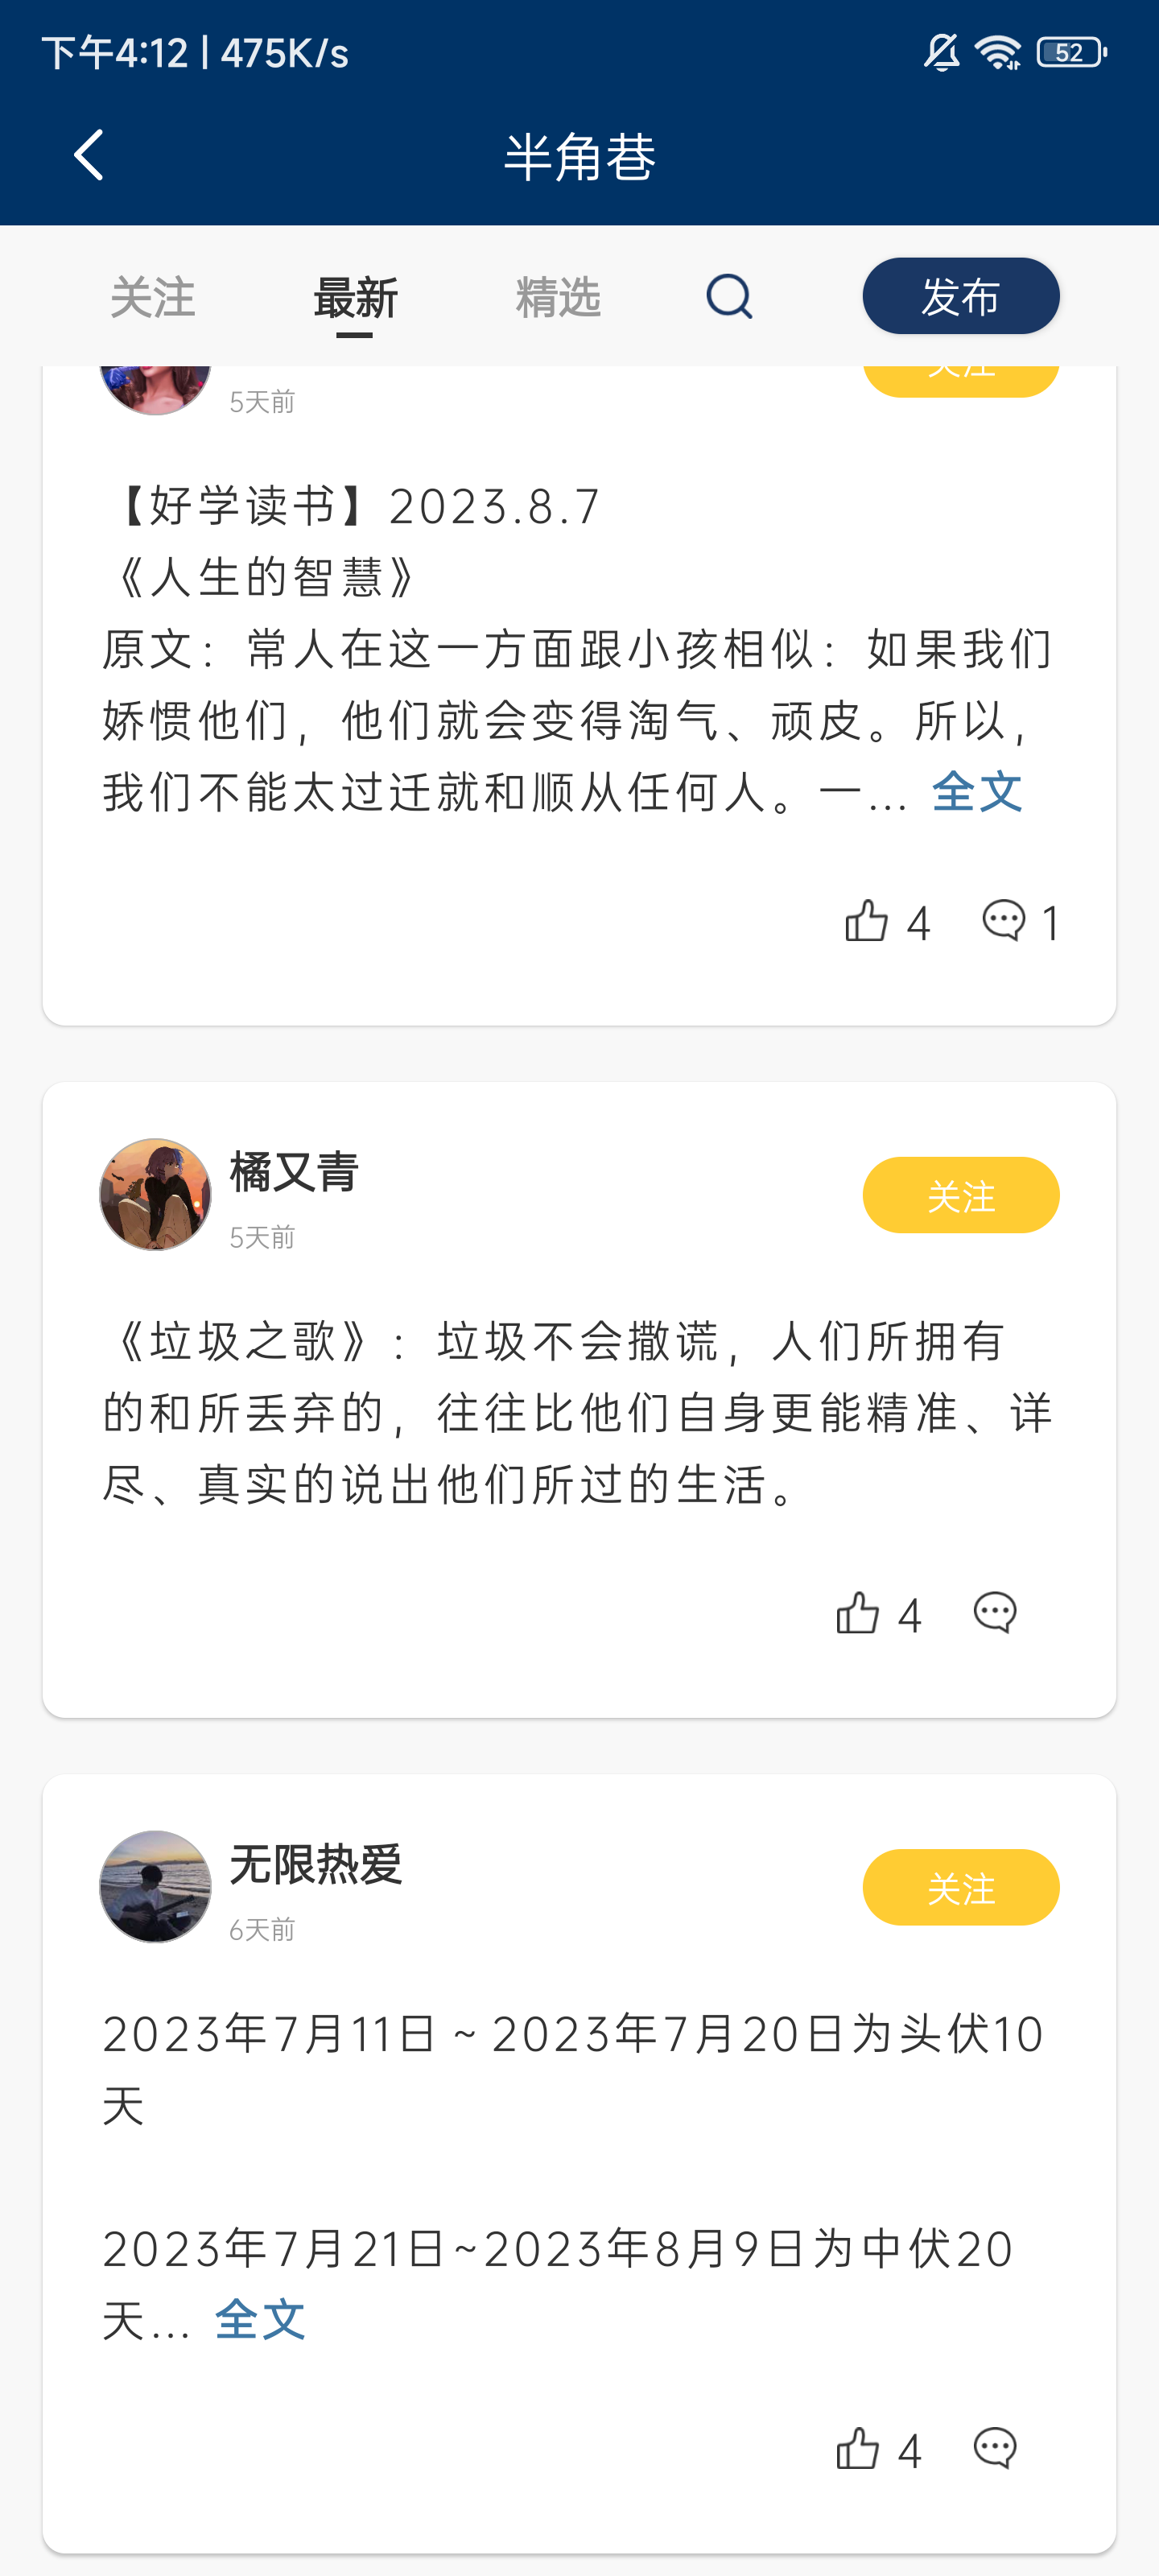 下午4:12 | 475K/s
52
半角巷
关注 最新 精选 发布
关注
5天前
【好学读书】2023.8.7
《人生的智慧》
原文：常人在这一方面跟小孩相似：如果我们
娇惯他们，他们就会变得淘气、顽皮。所以，
我们不能太过迁就和顺从任何人。一... 全文
4 1
橘又青
关注
5天前
《垃圾之歌》：垃圾不会撒谎，人们所拥有
的和所丢弃的，往往比他们自身更能精准、详
尽、真实的说出他们所过的生活。
4
无限热爱
关注
6天前
2023年7月11日～2023年7月20日为头伏10
天
2023年7月21日~2023年8月9日为中伏20
天... 全文
4